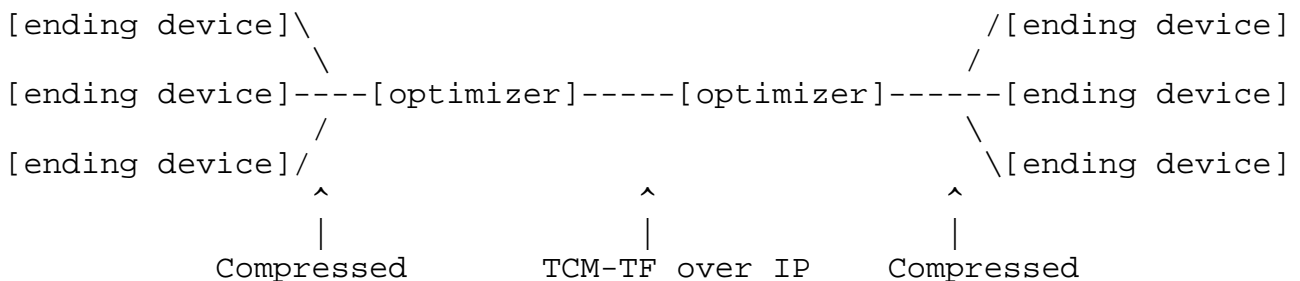 [ending device]\                                /[ending device]
                \                              /
[ending device]----[optimizer]-----[optimizer]------[ending device]
                /                              \
[ending device]/                                \[ending device]
               ^                ^              ^
               |                |              |
          Compressed      TCM-TF over IP   Compressed